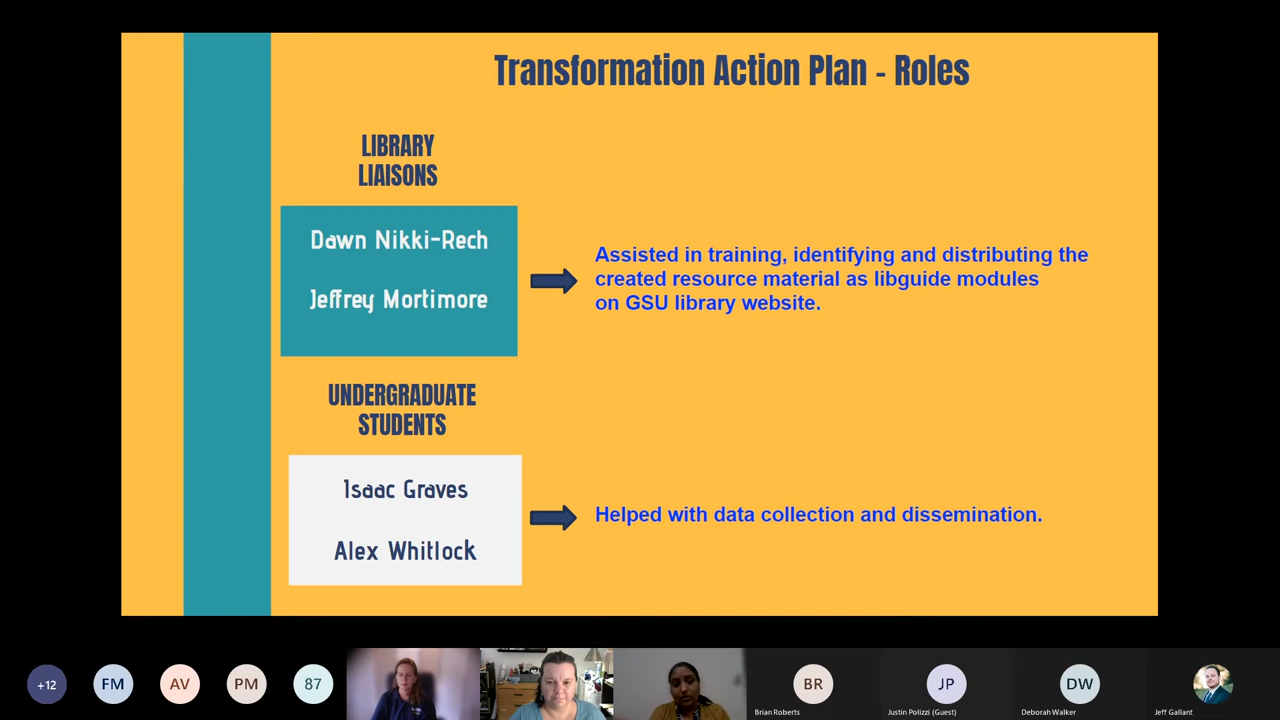 Transformation Action Plan - Roles
LIBRARY
LIAISONS
Dawn Nikki-Rech
Jeffrey Mortimore
Assisted in training, identifying and distributing the
created resource material as libguide modules
on GSU library website.
UNDERGRADUATE
STUDENTS
Isaac Graves
Alex Whitlock
Helped with data collection and dissemination.
+12
FM
AV
PM
87
BR
JP
DW
Brian Roberts
Justin Polizzi (Guest)
Deborah Walker
Jeff Gallant